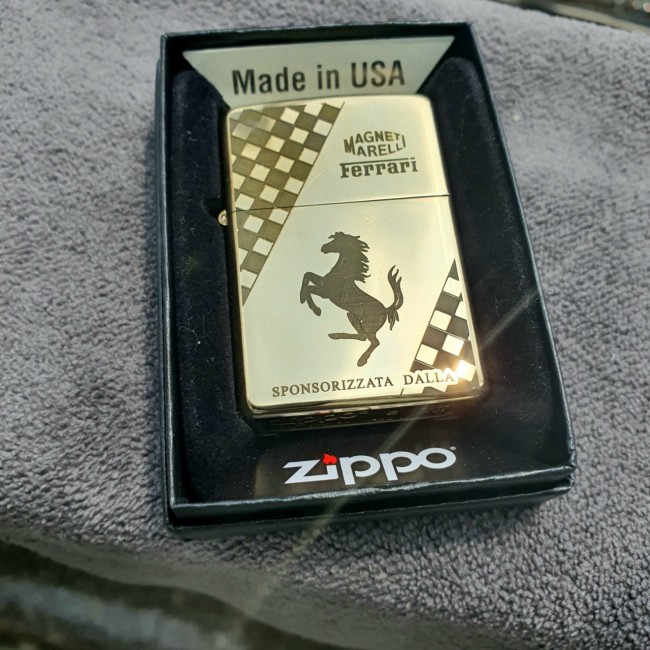 Made in USA
MAGNETI
MARELLI
Ferrari
SPONSORIZZATA DALLA
zippo